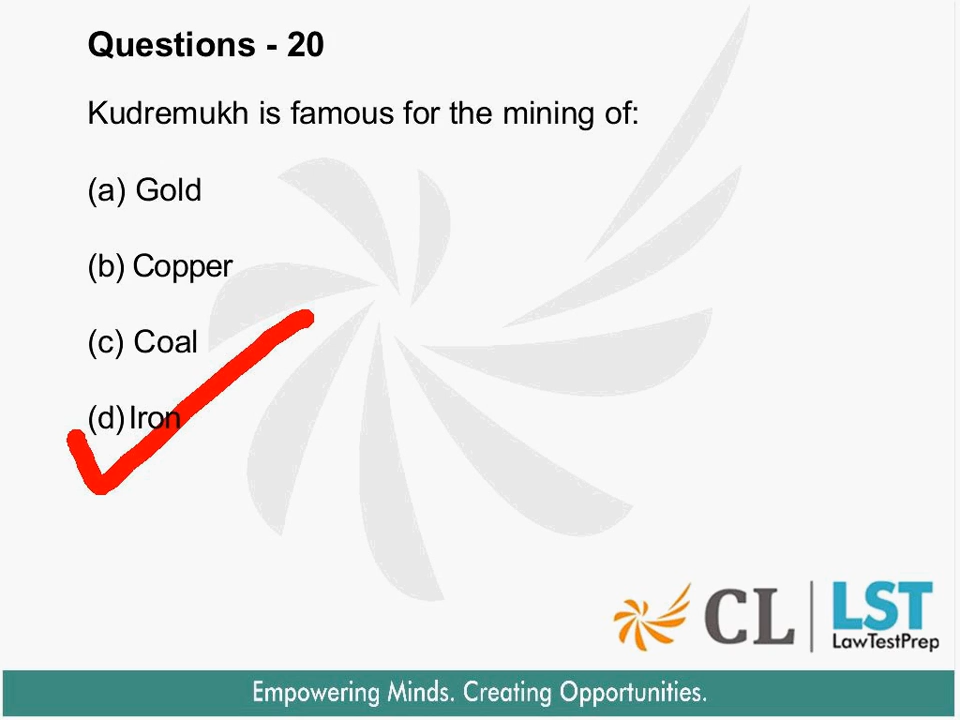 Questions - 20
Kudremukh is famous for the mining of:
(a) Gold
(b) Copper
(c) Coal
(d) Iron
CL LST
LawTestPrep
Empowering Minds. Creating Opportunities.